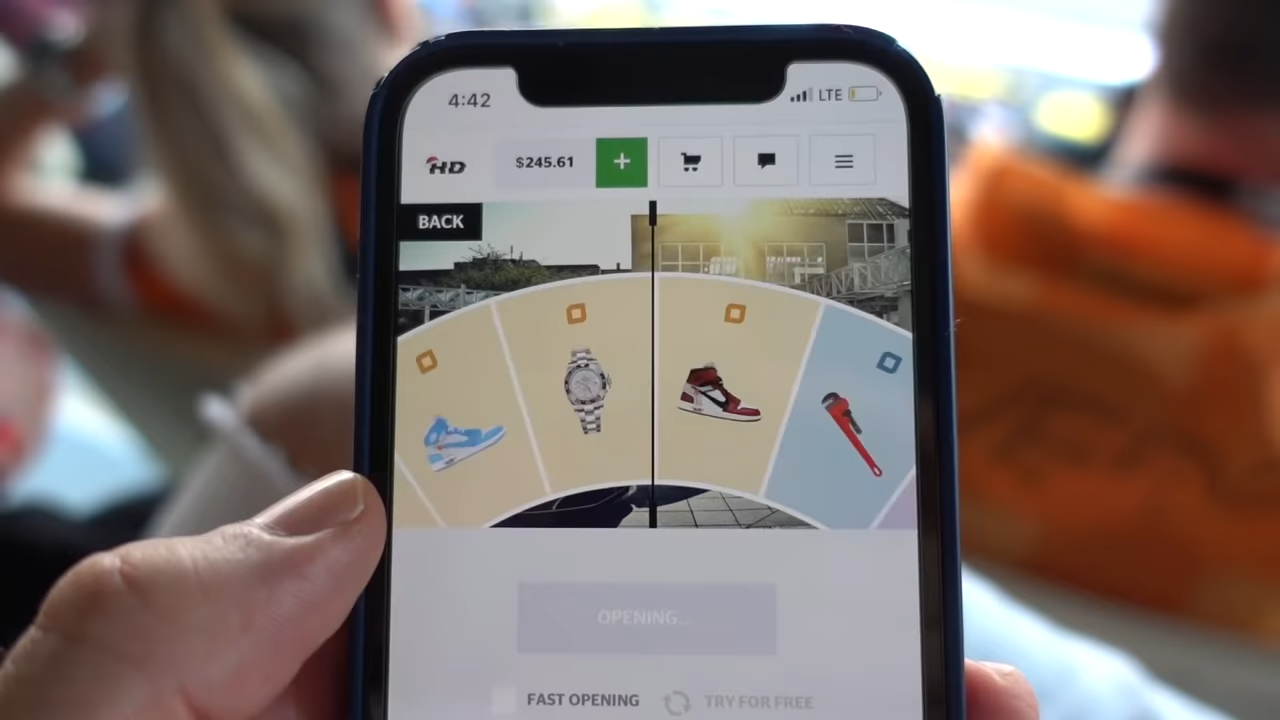 4:42
LTE
HD
$245.61
BACK
OPENING...
FAST OPENING
TRY FOR FREE